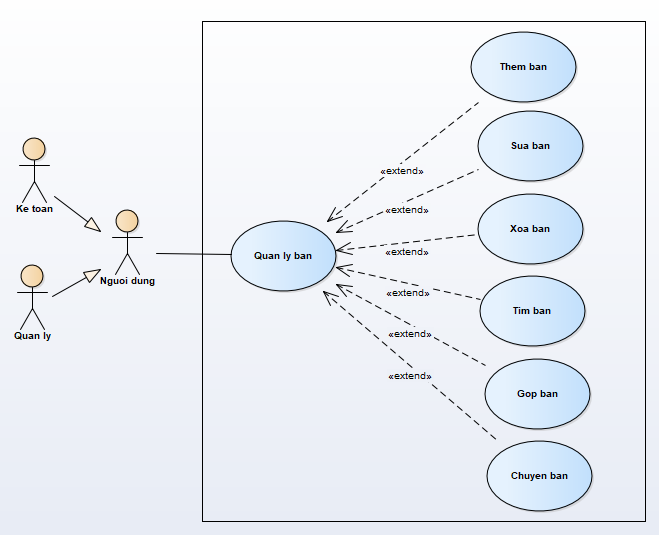 Them ban
Sua ban
Xoa ban
Tim ban
Gop ban
Chuyen ban
«extend»
«extend»
«extend»
«extend»
«extend»
«extend»
Quan ly ban
Ke toan
Nguoi dung
Quan ly